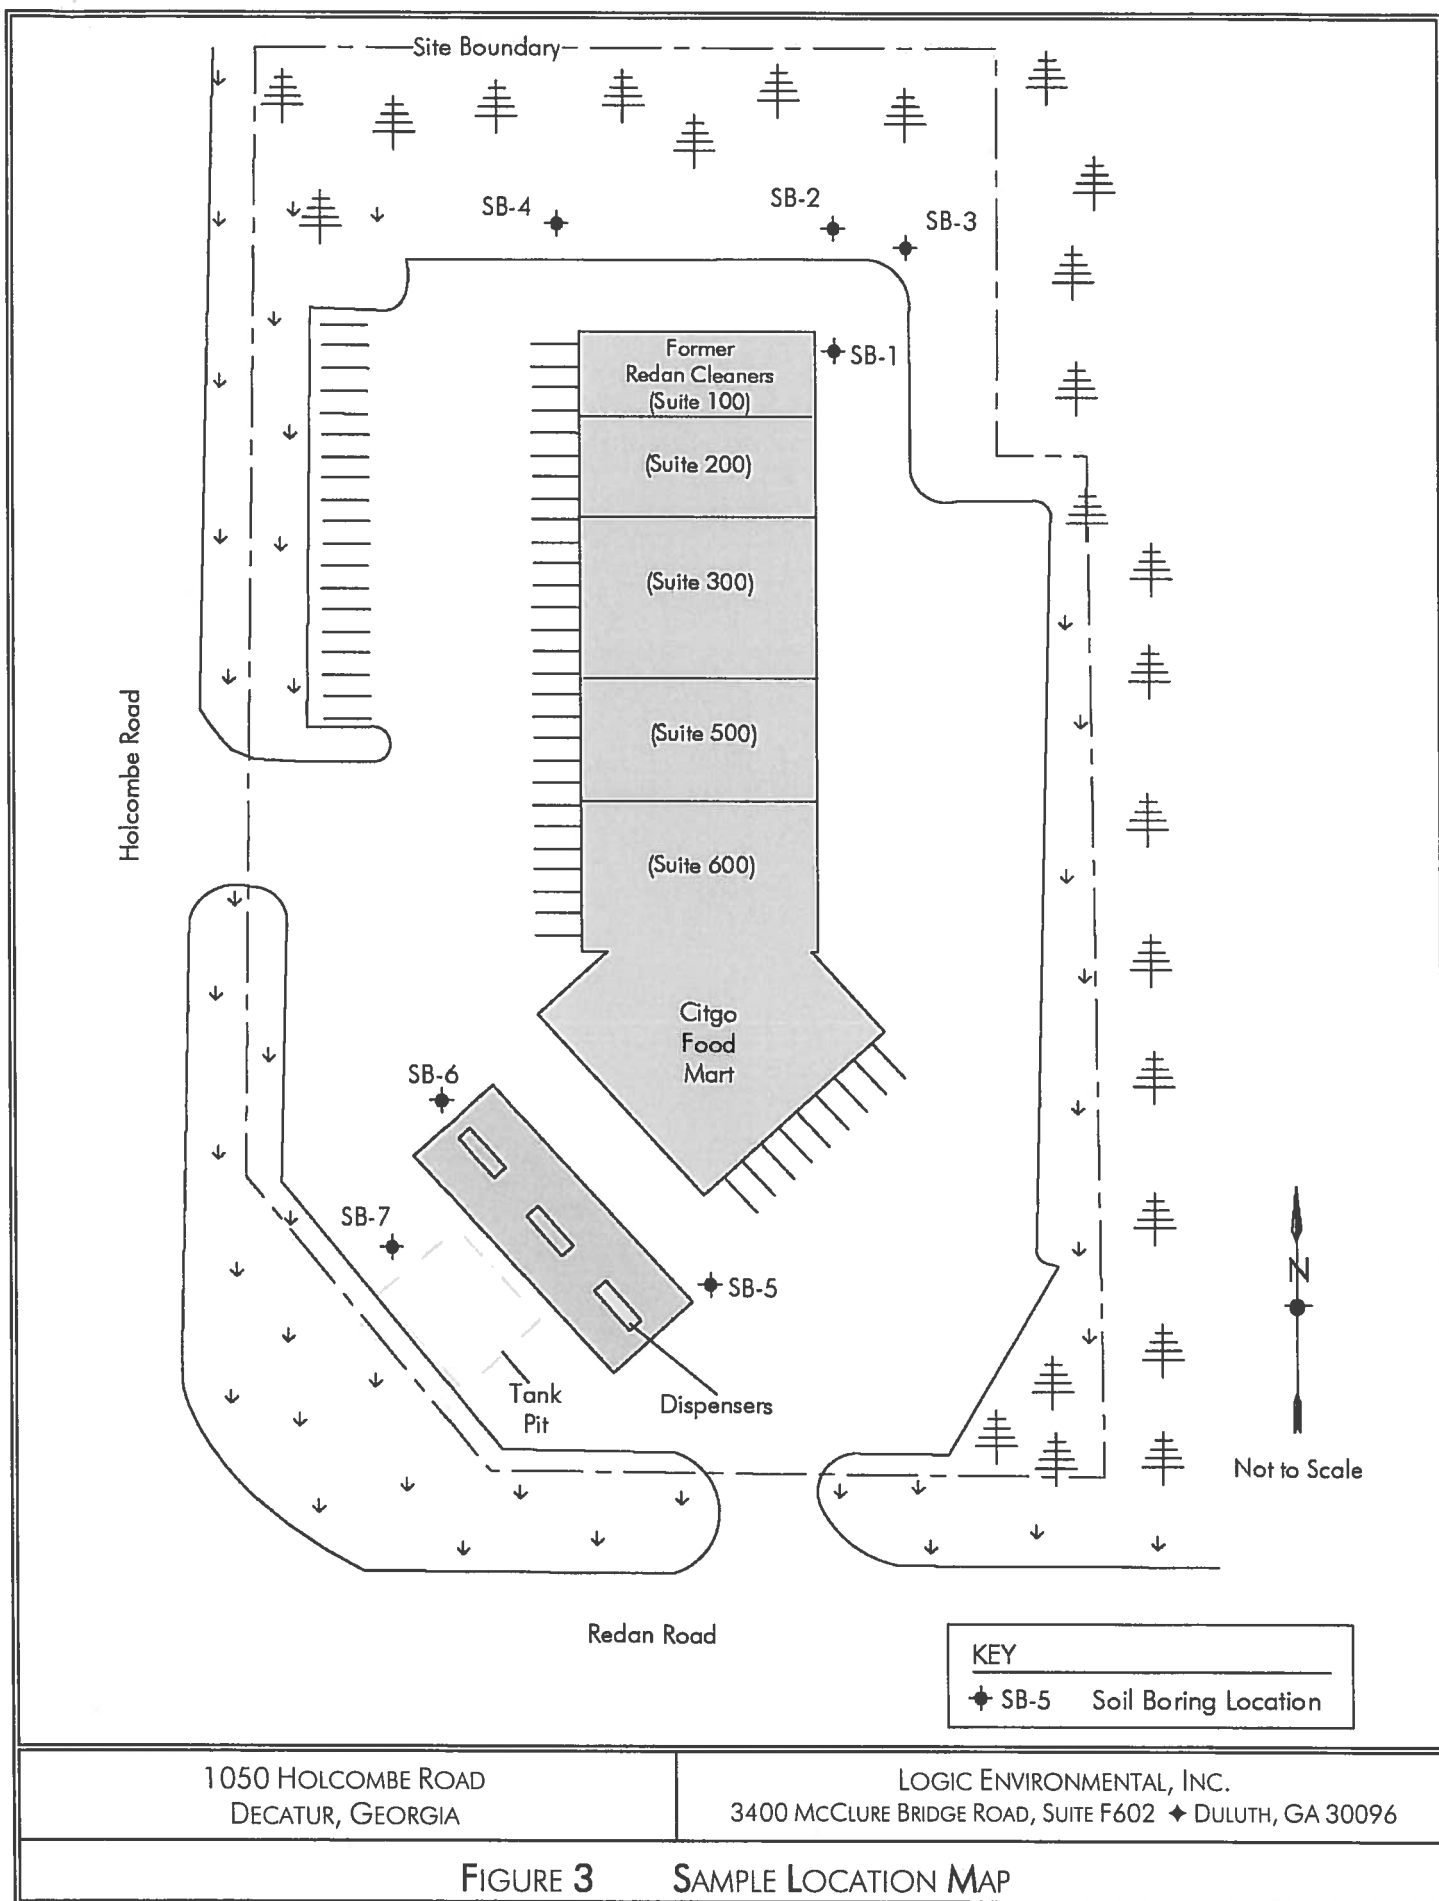 Site Boundary
SB-4
SB-2
SB-3
SB-1
Former
Redan Cleaners
(Suite 100)
(Suite 200)
(Suite 300)
(Suite 500)
(Suite 600)
Holcombe Road
Citgo
Food
Mart
SB-6
SB-7
SB-5
Tank
Pit
Dispensers
N
Not to Scale
Redan Road
KEY
SB-5 Soil Boring Location
1050 HOLCOMBE ROAD
DECATUR, GEORGIA
LOGIC ENVIRONMENTAL, INC.
3400 MCCLURE BRIDGE ROAD, SUITE F602 ✦ DULUTH, GA 30096
FIGURE 3 SAMPLE LOCATION MAP